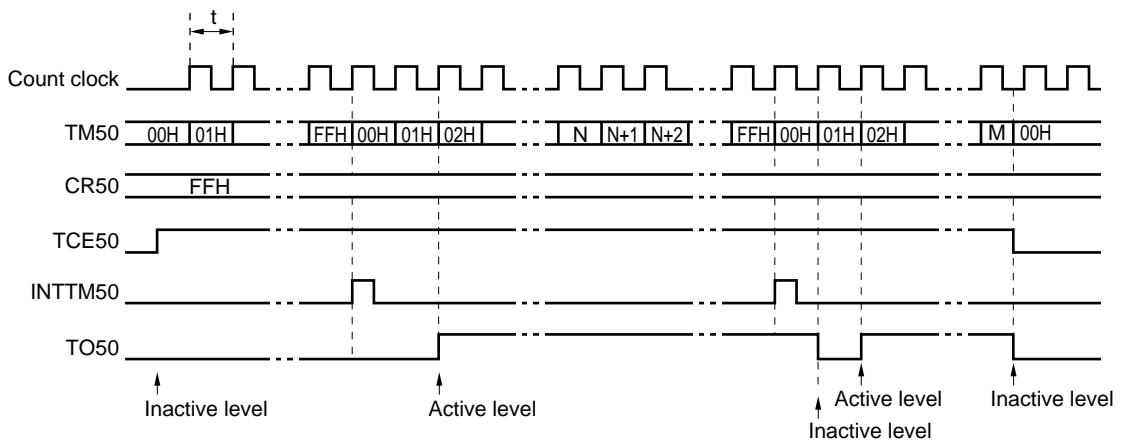 t
Count clock
TM50 00H 01H FFH 00H 01H 02H N N+1 N+2 FFH 00H 01H 02H M 00H
CR50 FFH
TCE50
INTTM50
TO50
Inactive level Active level Active level Inactive level
Inactive level